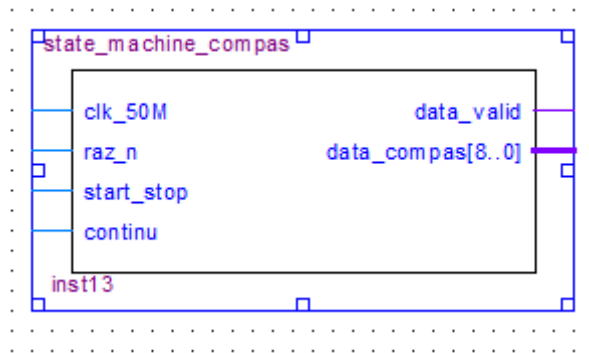 state_machine_compas
clk_50M data_valid
raz_n data_compas[8..0]
start_stop
continu
inst13